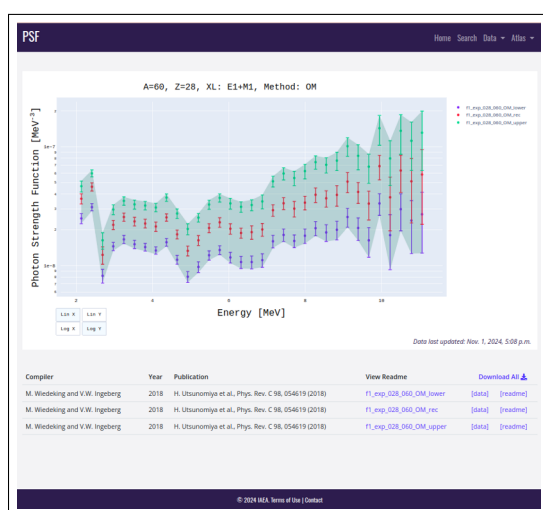 PSF
Home Search Data Atlas
A=60, Z=28, XL: E1+M1, Method: OM
f1_exp_028_060_OM_lower
f1_exp_028_060_OM_rec
f1_exp_028_060_OM_upper
Photon Strength Function [MeV⁻³]
1e-7
1e-8
2 4 6 8 10
Energy [MeV]
Lin X Lin Y
Log X Log Y
Data last updated: Nov. 1, 2024, 5:08 p.m.
Compiler Year Publication View Readme Download All
M. Wiedeking and V.W. Ingeberg 2018 H. Utsunomiya et al., Phys. Rev. C 98, 054619 (2018) f1_exp_028_060_OM_lower [data] [readme]
M. Wiedeking and V.W. Ingeberg 2018 H. Utsunomiya et al., Phys. Rev. C 98, 054619 (2018) f1_exp_028_060_OM_rec [data] [readme]
M. Wiedeking and V.W. Ingeberg 2018 H. Utsunomiya et al., Phys. Rev. C 98, 054619 (2018) f1_exp_028_060_OM_upper [data] [readme]
© 2024 IAEA. Terms of Use | Contact